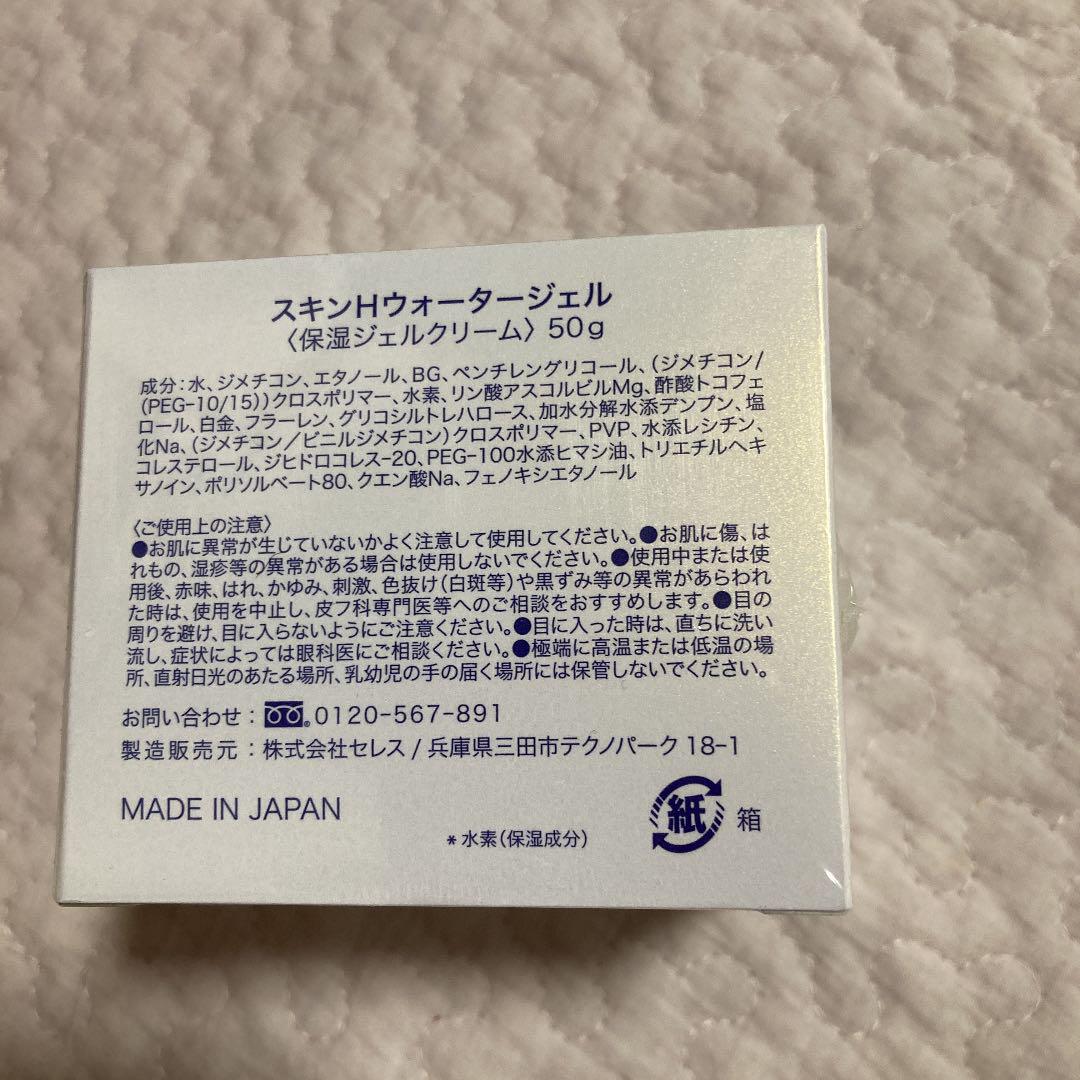 スキンHウォータージェル
〈保湿ジェルクリーム〉50g
成分：水、ジメチコン、エタノール、BG、ペンチレングリコール、（ジメチコン/
(PEG-10/15)）クロスポリマー、水素、リン酸アスコルビルMg、酢酸トコフェ
ロール、白金、フラーレン、グリコシルトレハロース、加水分解水添デンプン、塩
化Na、（ジメチコン／ビニルジメチコン）クロスポリマー、PVP、水添レシチン、
コレステロール、ジヒドロコレス-20、PEG-100水添ヒマシ油、トリエチルヘキ
サノイン、ポリソルベート80、クエン酸Na、フェノキシエタノール
〈ご使用上の注意〉
●お肌に異常が生じていないかよく注意して使用してください。●お肌に傷、は
れもの、湿疹等の異常がある場合は使用しないでください。●使用中または使
用後、赤味、はれ、かゆみ、刺激、色抜け（白斑等）や黒ずみ等の異常があらわれ
た時は、使用を中止し、皮フ科専門医等へのご相談をおすすめします。●目の
周りを避け、目に入らないようにご注意ください。●目に入った時は、直ちに洗い
流し、症状によっては眼科医にご相談ください。●極端に高温または低温の場
所、直射日光のあたる場所、乳幼児の手の届く場所には保管しないでください。
お問い合わせ：0120-567-891
製造販売元：株式会社セレス / 兵庫県三田市テクノパーク 18-1
MADE IN JAPAN
紙 箱
＊水素（保湿成分）